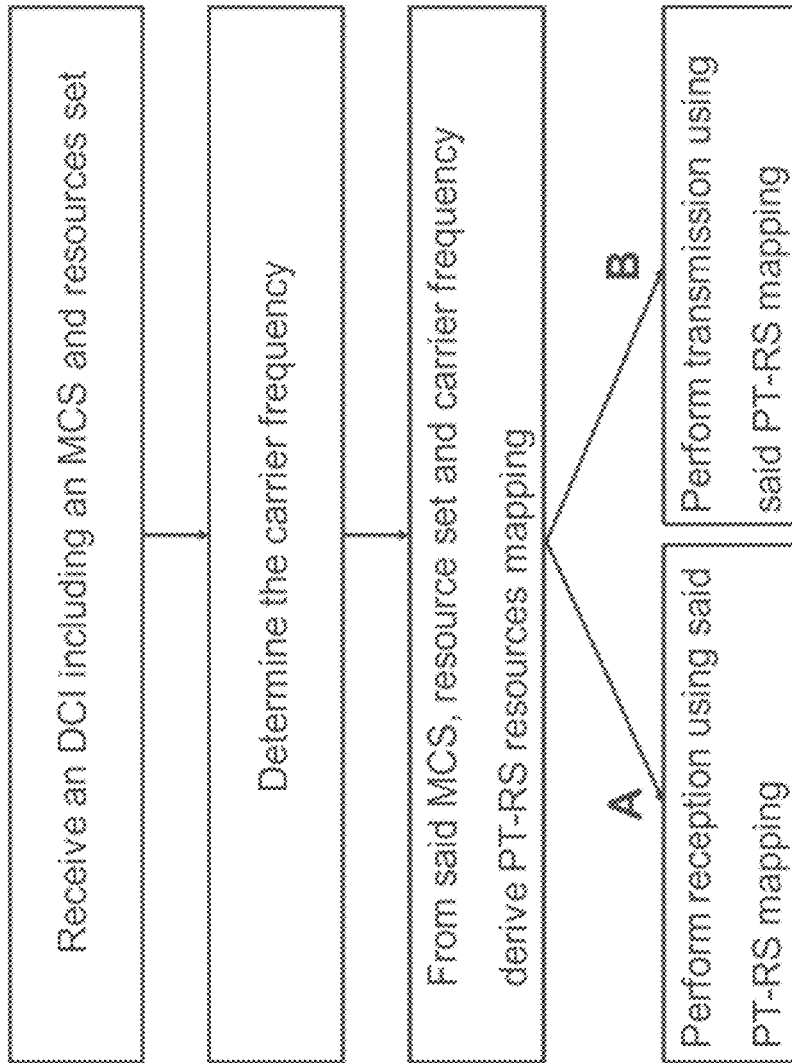 Receive an DCI including an MCS and resources set
Determine the carrier frequency
From said MCS, resource set and carrier frequency
derive PT-RS resources mapping
A
B
Perform reception using said
PT-RS mapping
Perform transmission using
said PT-RS mapping